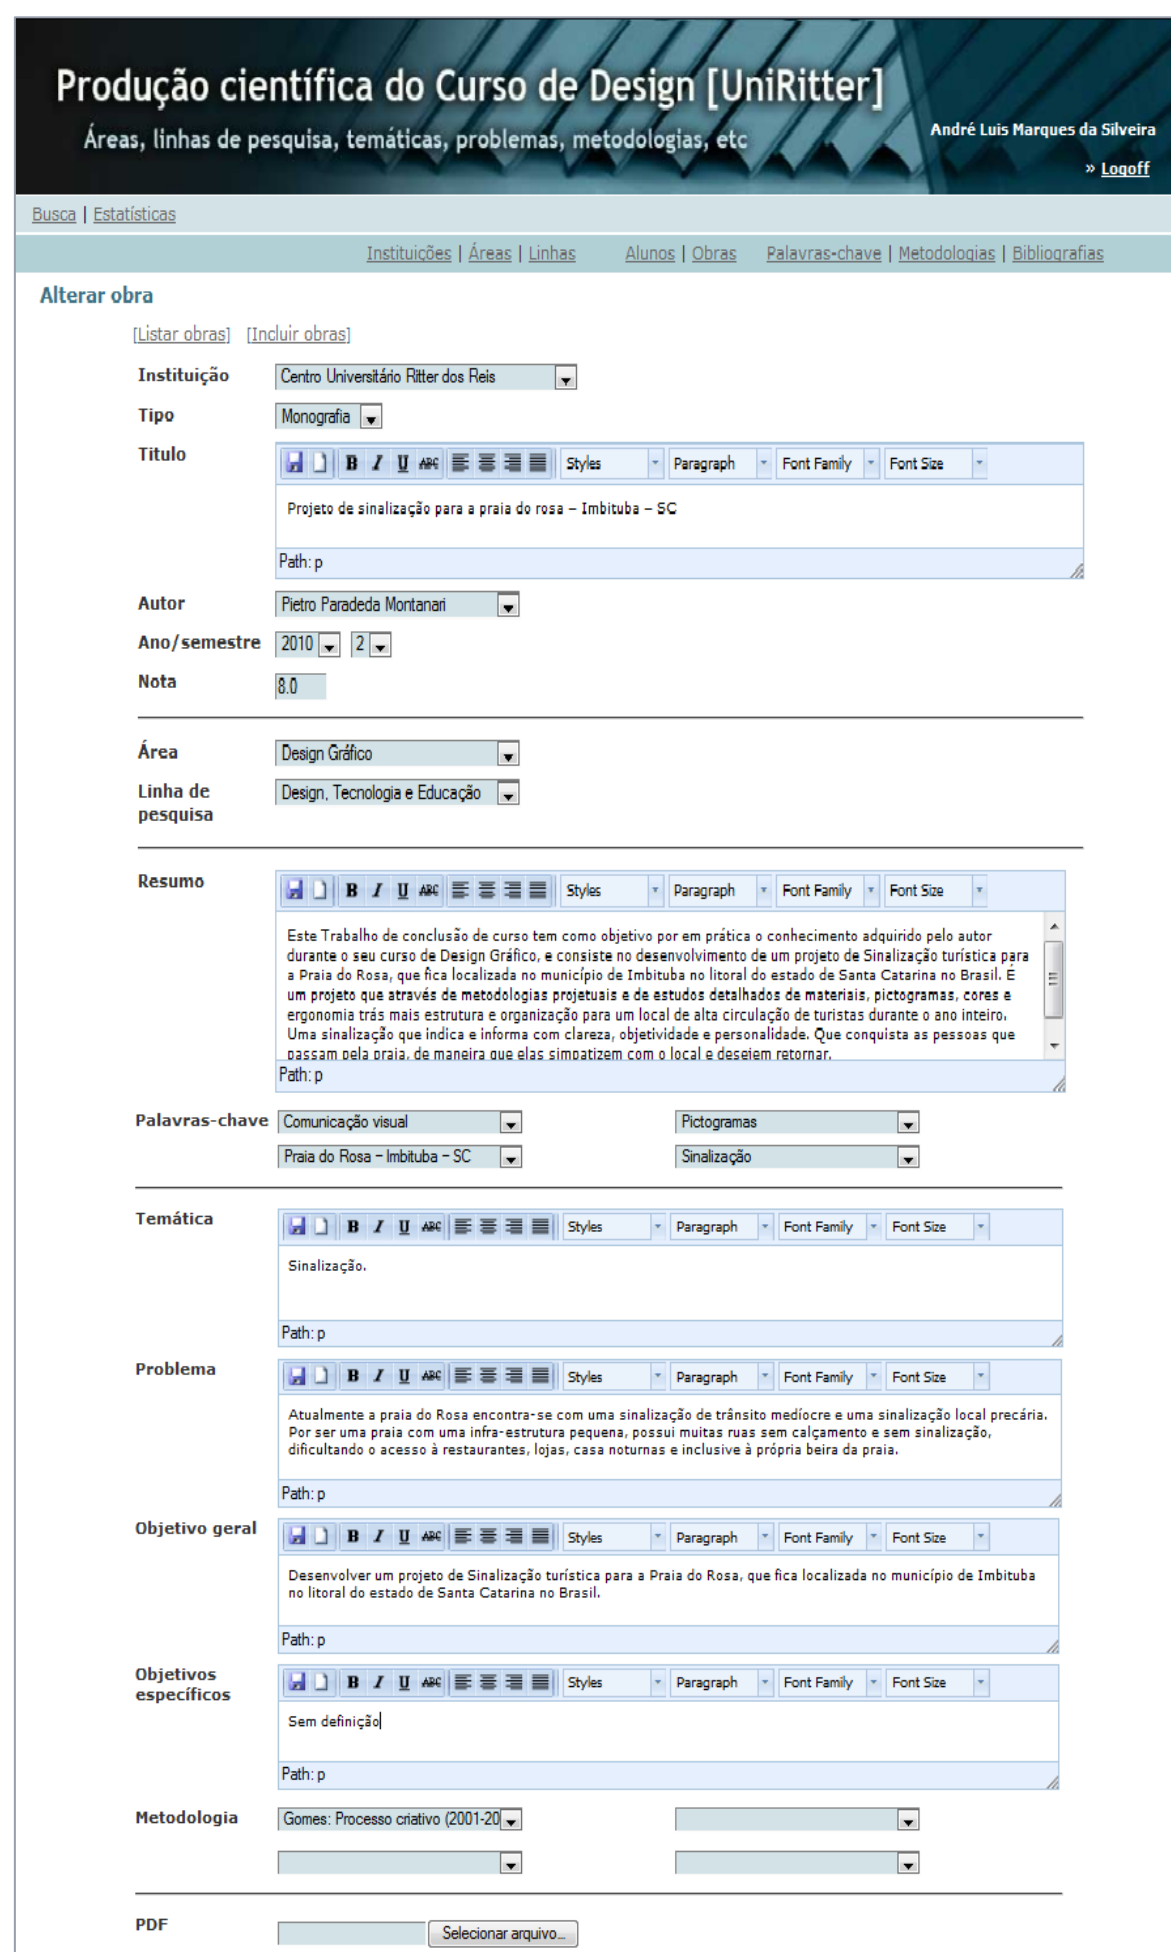 Produção científica do Curso de Design [UniRitter]
Áreas, linhas de pesquisa, temáticas, problemas, metodologias, etc
André Luis Marques da Silveira
» Logoff
Busca | Estatísticas
Instituições | Áreas | Linhas Alunos | Obras Palavras-chave | Metodologias | Bibliografias
Alterar obra
[Listar obras] [Incluir obras]
Instituição Centro Universitário Ritter dos Reis
Tipo Monografia
Titulo B I U ABC Styles Paragraph Font Family Font Size
Projeto de sinalização para a praia do rosa – Imbituba – SC
Path: p
Autor Pietro Paradeda Montanari
Ano/semestre 2010 2
Nota 8.0
Área Design Gráfico
Linha de pesquisa Design, Tecnologia e Educação
Resumo B I U ABC Styles Paragraph Font Family Font Size
Este Trabalho de conclusão de curso tem como objetivo por em prática o conhecimento adquirido pelo autor
durante o seu curso de Design Gráfico, e consiste no desenvolvimento de um projeto de Sinalização turística para
a Praia do Rosa, que fica localizada no município de Imbituba no litoral do estado de Santa Catarina no Brasil. É
um projeto que através de metodologias projetuais e de estudos detalhados de materiais, pictogramas, cores e
ergonomia trás mais estrutura e organização para um local de alta circulação de turistas durante o ano inteiro.
Uma sinalização que indica e informa com clareza, objetividade e personalidade. Que conquista as pessoas que
passam pela praia, de maneira que elas simpatizem com o local e desejem retornar.
Path: p
Palavras-chave Comunicação visual Pictogramas
Praia do Rosa – Imbituba – SC Sinalização
Temática B I U ABC Styles Paragraph Font Family Font Size
Sinalização.
Path: p
Problema B I U ABC Styles Paragraph Font Family Font Size
Atualmente a praia do Rosa encontra-se com uma sinalização de trânsito medíocre e uma sinalização local precária.
Por ser uma praia com uma infra-estrutura pequena, possui muitas ruas sem calçamento e sem sinalização,
dificultando o acesso à restaurantes, lojas, casa noturnas e inclusive à própria beira da praia.
Path: p
Objetivo geral B I U ABC Styles Paragraph Font Family Font Size
Desenvolver um projeto de Sinalização turística para a Praia do Rosa, que fica localizada no município de Imbituba
no litoral do estado de Santa Catarina no Brasil.
Path: p
Objetivos específicos B I U ABC Styles Paragraph Font Family Font Size
Sem definição
Path: p
Metodologia Gomes: Processo criativo (2001-20
PDF Selecionar arquivo...